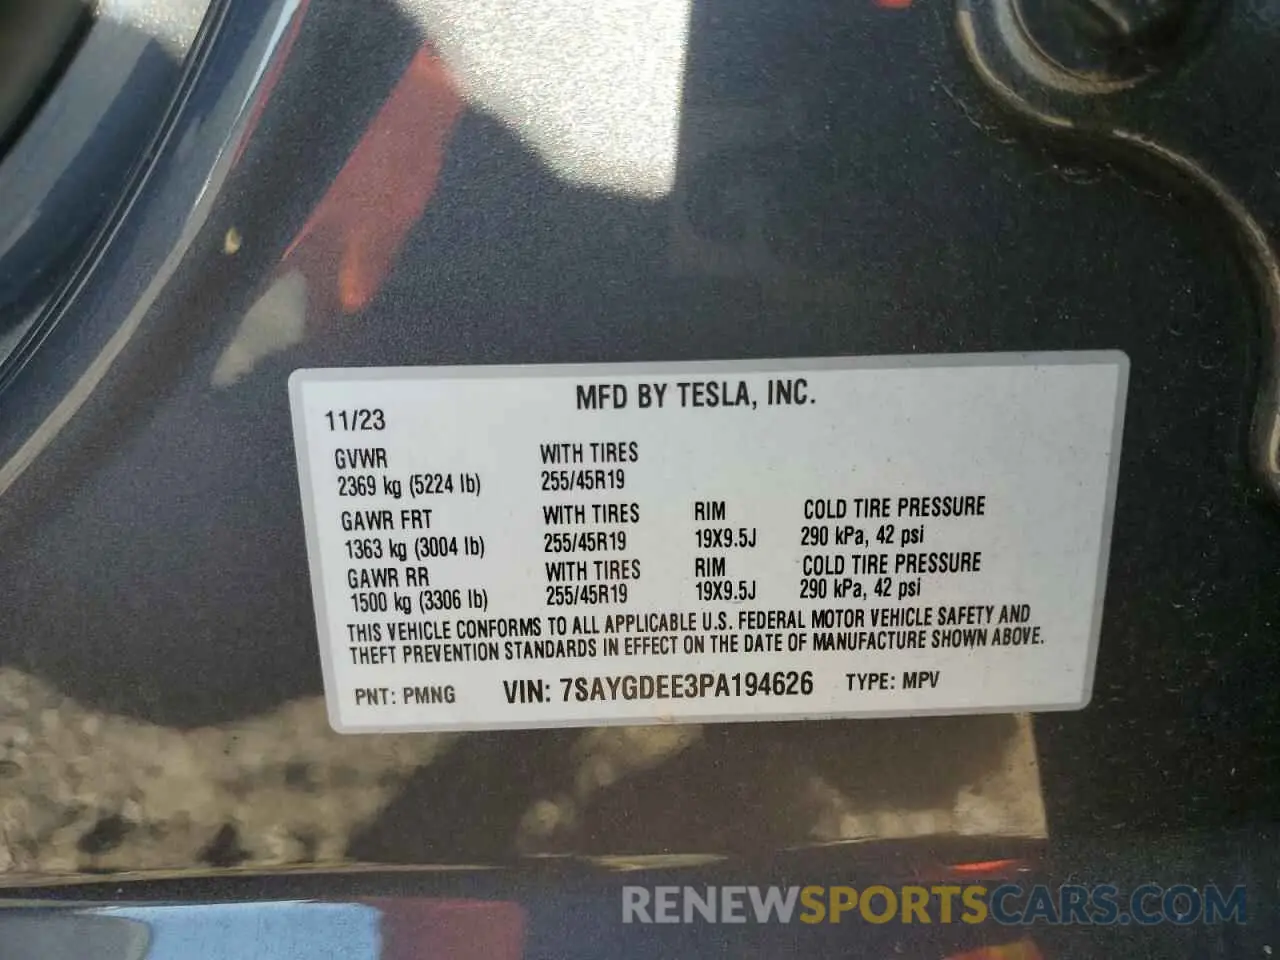 MFD BY TESLA, INC.
11/23
GVWR WITH TIRES
2369 kg (5224 lb) 255/45R19
GAWR FRT WITH TIRES RIM COLD TIRE PRESSURE
1363 kg (3004 lb) 255/45R19 19X9.5J 290 kPa, 42 psi
GAWR RR WITH TIRES RIM COLD TIRE PRESSURE
1500 kg (3306 lb) 255/45R19 19X9.5J 290 kPa, 42 psi
THIS VEHICLE CONFORMS TO ALL APPLICABLE U.S. FEDERAL MOTOR VEHICLE SAFETY AND
THEFT PREVENTION STANDARDS IN EFFECT ON THE DATE OF MANUFACTURE SHOWN ABOVE.
PNT: PMNG VIN: 7SAYGDEE3PA194626 TYPE: MPV
RENEWSPORTSCARS.COM